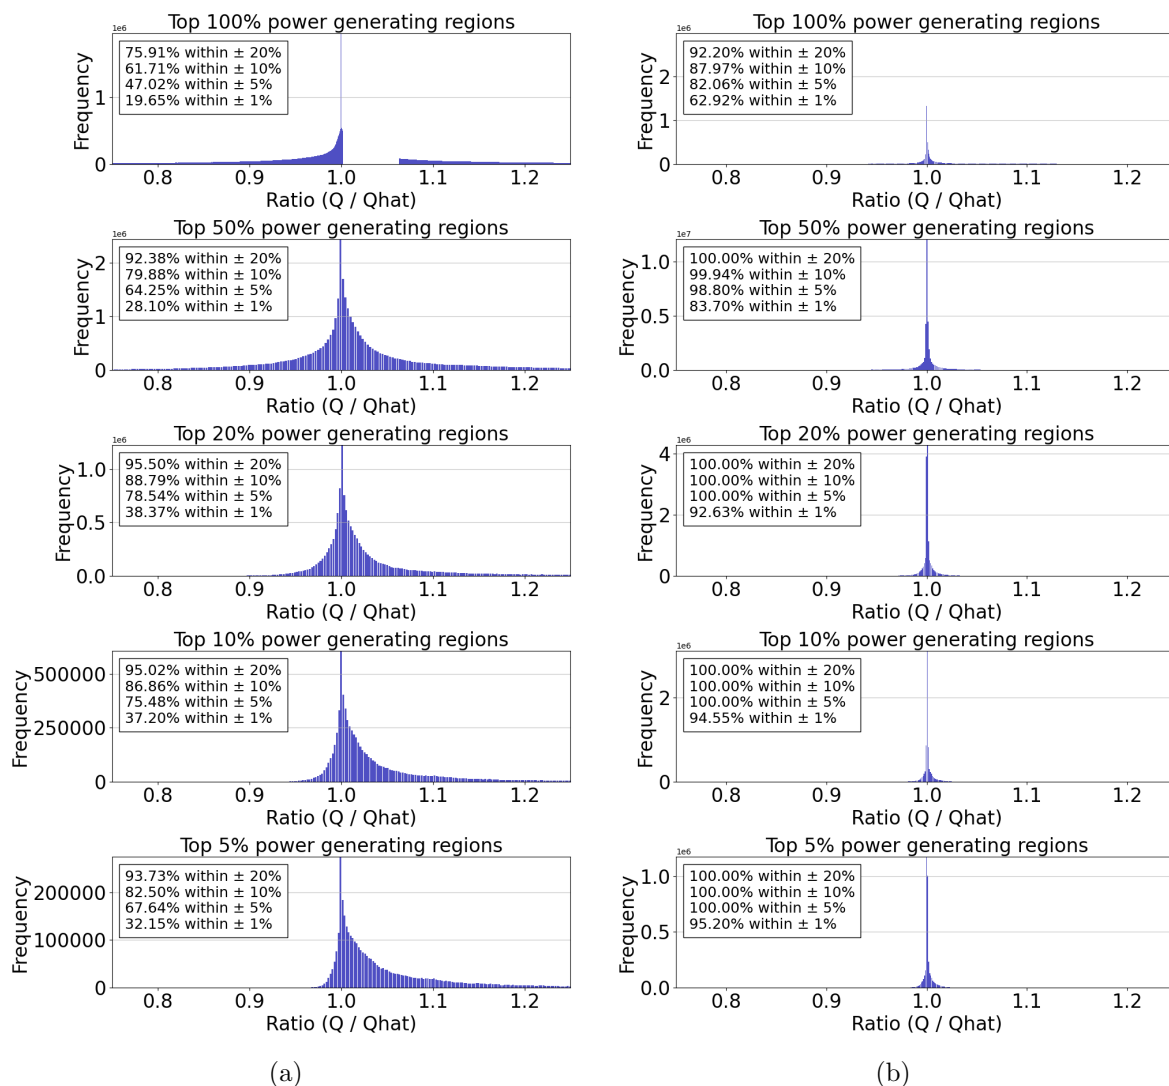 Top 100% power generating regions
1e6
75.91% within ± 20%
61.71% within ± 10%
47.02% within ± 5%
19.65% within ± 1%
Frequency
1
0
0.8 0.9 1.0 1.1 1.2
Ratio (Q / Qhat)
Top 50% power generating regions
1e6
92.38% within ± 20%
79.88% within ± 10%
64.25% within ± 5%
28.10% within ± 1%
Frequency
2
1
0
0.8 0.9 1.0 1.1 1.2
Ratio (Q / Qhat)
Top 20% power generating regions
1e6
95.50% within ± 20%
88.79% within ± 10%
78.54% within ± 5%
38.37% within ± 1%
Frequency
1.0
0.5
0.0
0.8 0.9 1.0 1.1 1.2
Ratio (Q / Qhat)
Top 10% power generating regions
95.02% within ± 20%
86.86% within ± 10%
75.48% within ± 5%
37.20% within ± 1%
Frequency
500000
250000
0
0.8 0.9 1.0 1.1 1.2
Ratio (Q / Qhat)
Top 5% power generating regions
93.73% within ± 20%
82.50% within ± 10%
67.64% within ± 5%
32.15% within ± 1%
Frequency
200000
100000
0
0.8 0.9 1.0 1.1 1.2
Ratio (Q / Qhat)
(a)
Top 100% power generating regions
1e6
92.20% within ± 20%
87.97% within ± 10%
82.06% within ± 5%
62.92% within ± 1%
Frequency
2
1
0
0.8 0.9 1.0 1.1 1.2
Ratio (Q / Qhat)
Top 50% power generating regions
1e7
100.00% within ± 20%
99.94% within ± 10%
98.80% within ± 5%
83.70% within ± 1%
Frequency
1.0
0.5
0.0
0.8 0.9 1.0 1.1 1.2
Ratio (Q / Qhat)
Top 20% power generating regions
1e6
100.00% within ± 20%
100.00% within ± 10%
100.00% within ± 5%
92.63% within ± 1%
Frequency
4
2
0
0.8 0.9 1.0 1.1 1.2
Ratio (Q / Qhat)
Top 10% power generating regions
1e6
100.00% within ± 20%
100.00% within ± 10%
100.00% within ± 5%
94.55% within ± 1%
Frequency
2
0
0.8 0.9 1.0 1.1 1.2
Ratio (Q / Qhat)
Top 5% power generating regions
1e6
100.00% within ± 20%
100.00% within ± 10%
100.00% within ± 5%
95.20% within ± 1%
Frequency
1.0
0.5
0.0
0.8 0.9 1.0 1.1 1.2
Ratio (Q / Qhat)
(b)